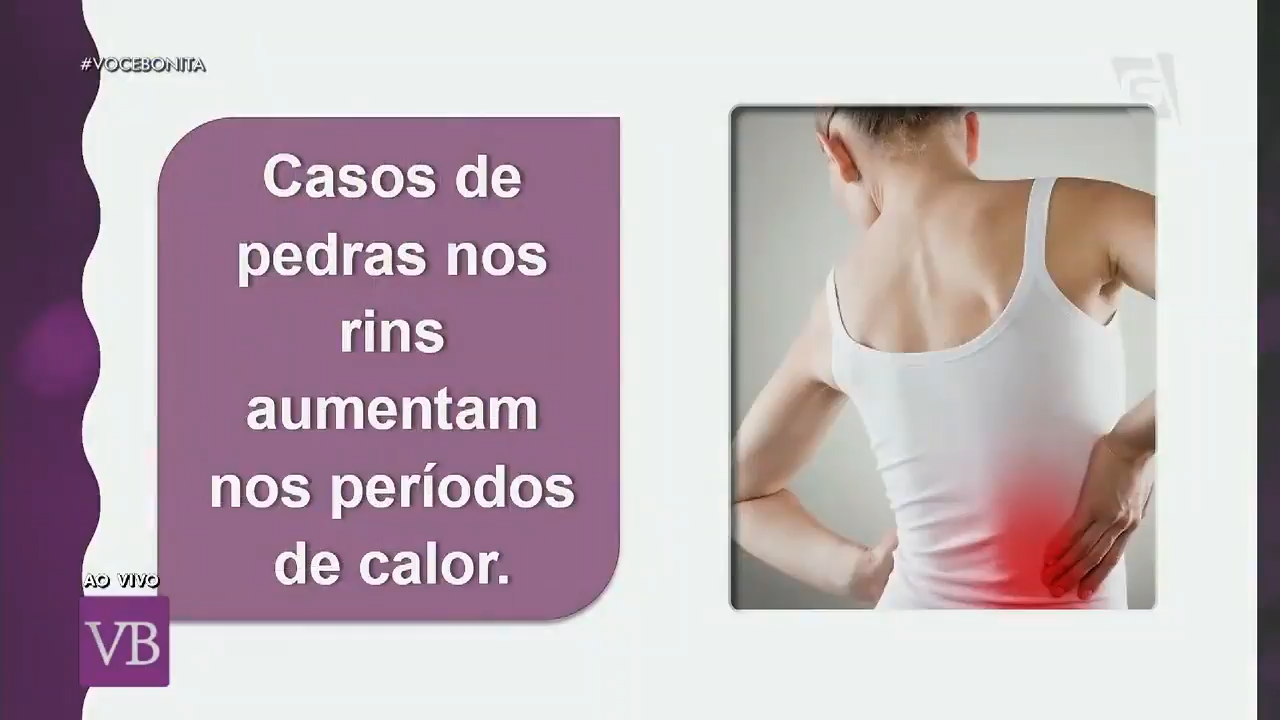 #VOCEBONITA
Casos de
pedras nos
rins
aumentam
nos períodos
de calor.
AO VIVO
VB